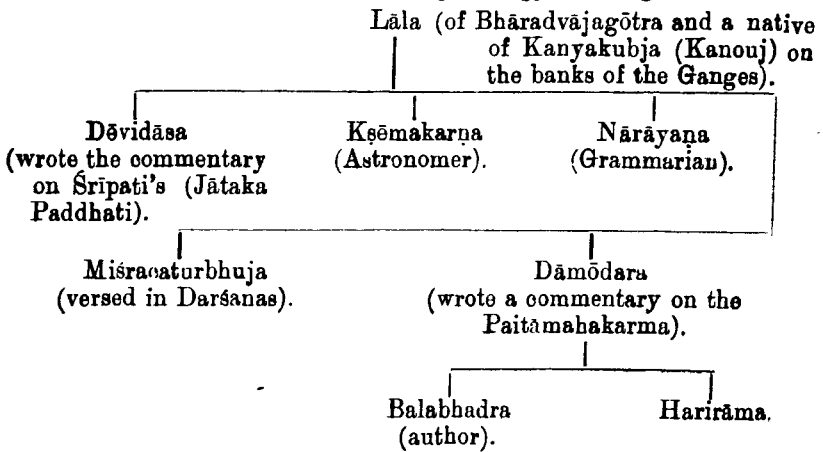 Lāla (of Bhāradvājagōtra and a native
of Kanyakubja (Kanouj) on
the banks of the Ganges).
Dēvidāsa
(wrote the commentary
on Śrīpati's (Jātaka
Paddhati).
Kṣēmakarṇa
(Astronomer).
Nārāyaṇa
(Grammarian).
Miśracaturbhuja
(versed in Darśanas).
Dāmōdara
(wrote a commentary on the
Paitāmahakarma).
Balabhadra
(author).
Harirāma.